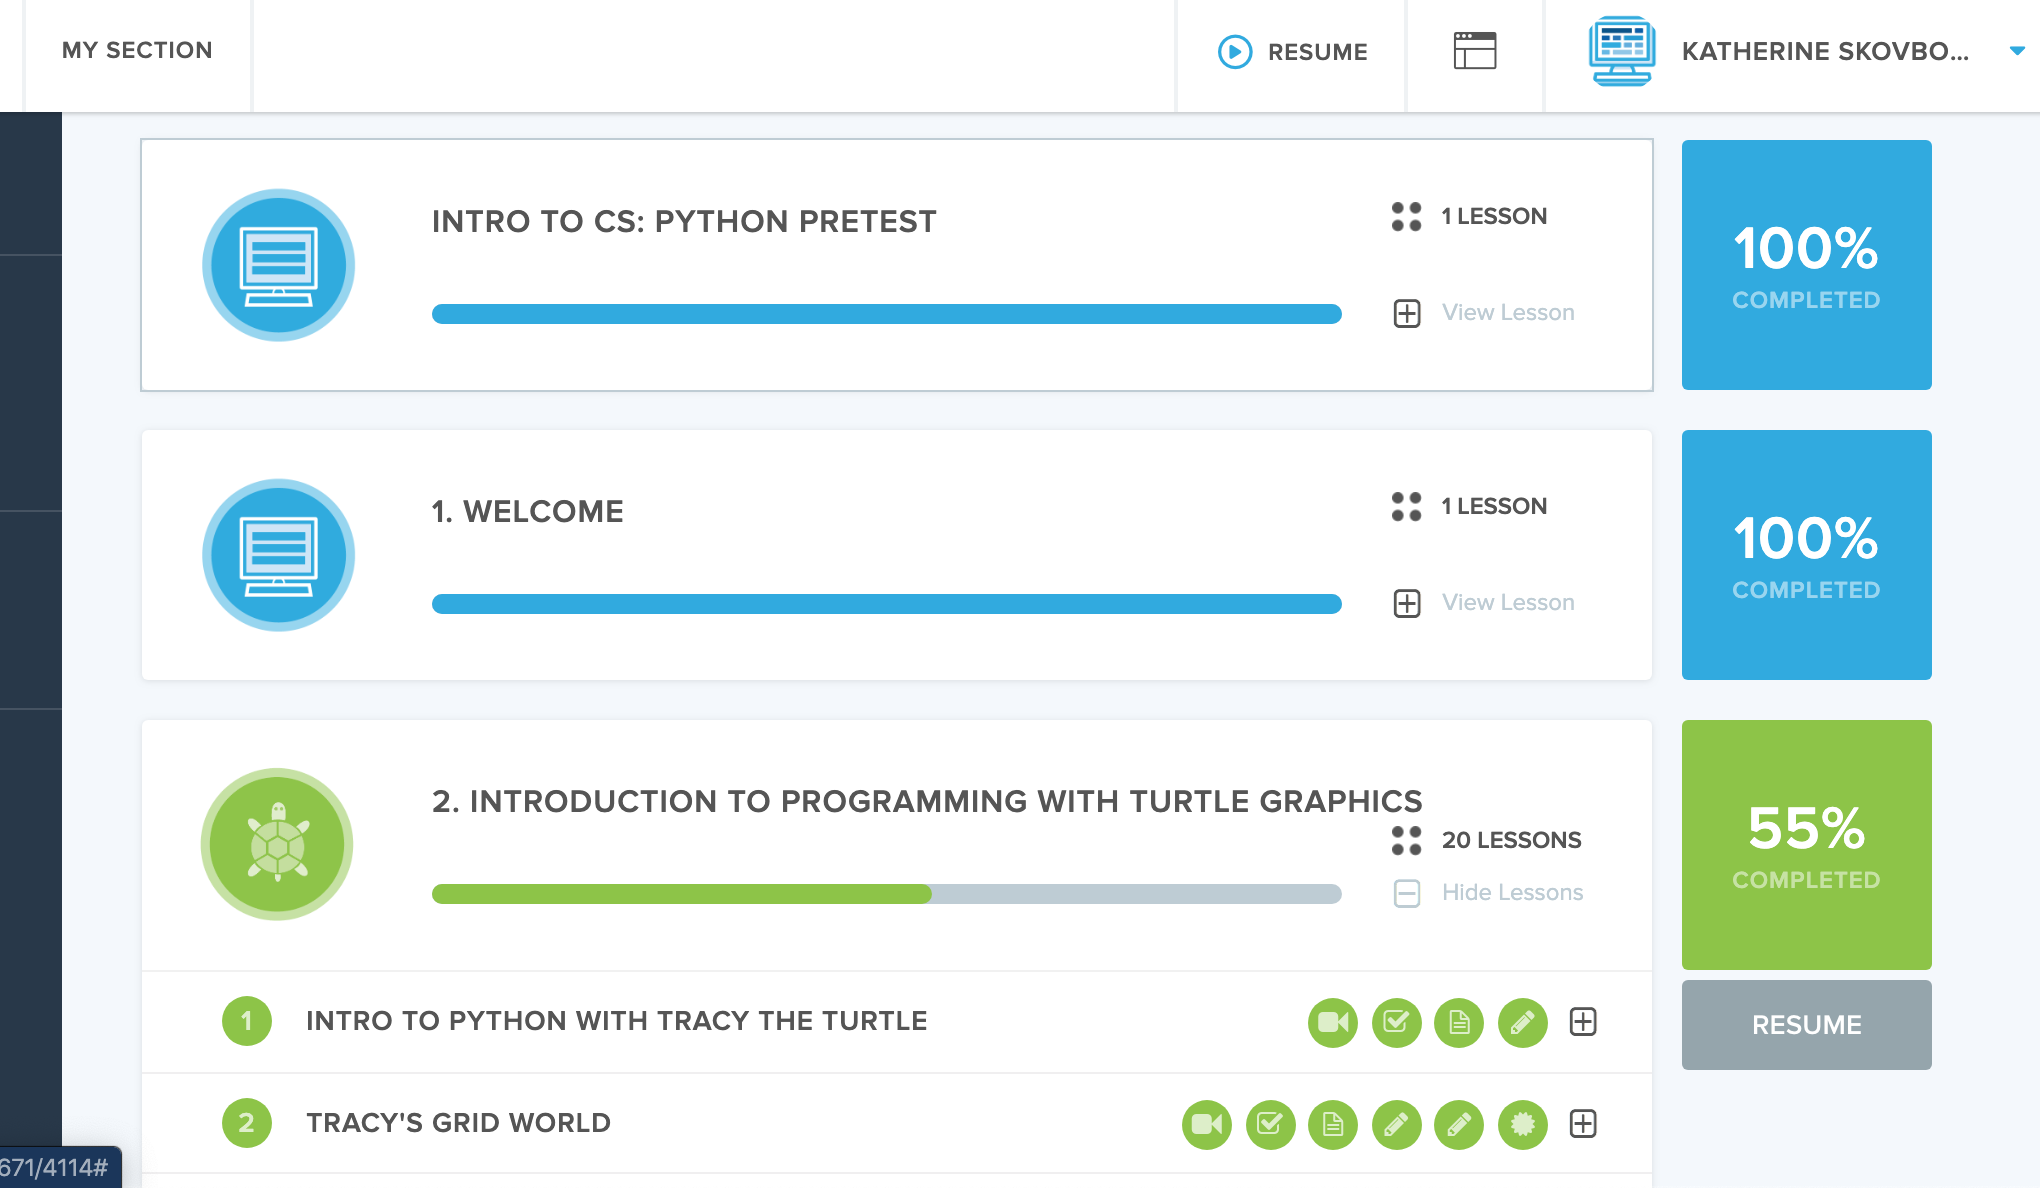 MY SECTION
RESUME
KATHERINE SKOVBO...
INTRO TO CS: PYTHON PRETEST
1 LESSON
View Lesson
100%
COMPLETED
1. WELCOME
1 LESSON
View Lesson
100%
COMPLETED
2. INTRODUCTION TO PROGRAMMING WITH TURTLE GRAPHICS
20 LESSONS
Hide Lessons
55%
COMPLETED
RESUME
1 INTRO TO PYTHON WITH TRACY THE TURTLE
2 TRACY'S GRID WORLD
671/4114#